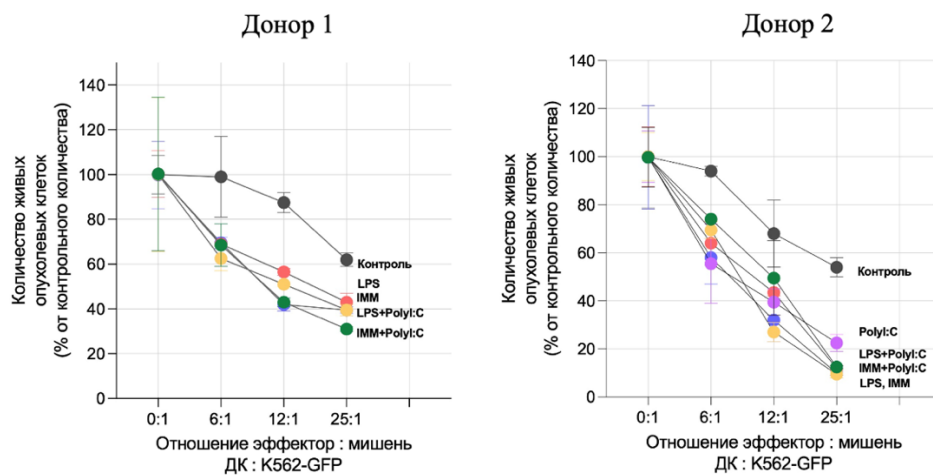 Донор 1
Количество живых
опухолевых клеток
(% от контрольного количества)
140
120
100
80
60
40
20
0
Контроль
LPS
IMM
LPS+PolyI:C
IMM+PolyI:C
0:1
6:1
12:1
25:1
Отношение эффектор : мишень
ДК : K562-GFP
Донор 2
Количество живых
опухолевых клеток
(% от контрольного количества)
140
120
100
80
60
40
20
0
Контроль
PolyI:C
LPS+PolyI:C
IMM+PolyI:C
LPS, IMM
0:1
6:1
12:1
25:1
Отношение эффектор : мишень
ДК : K562-GFP